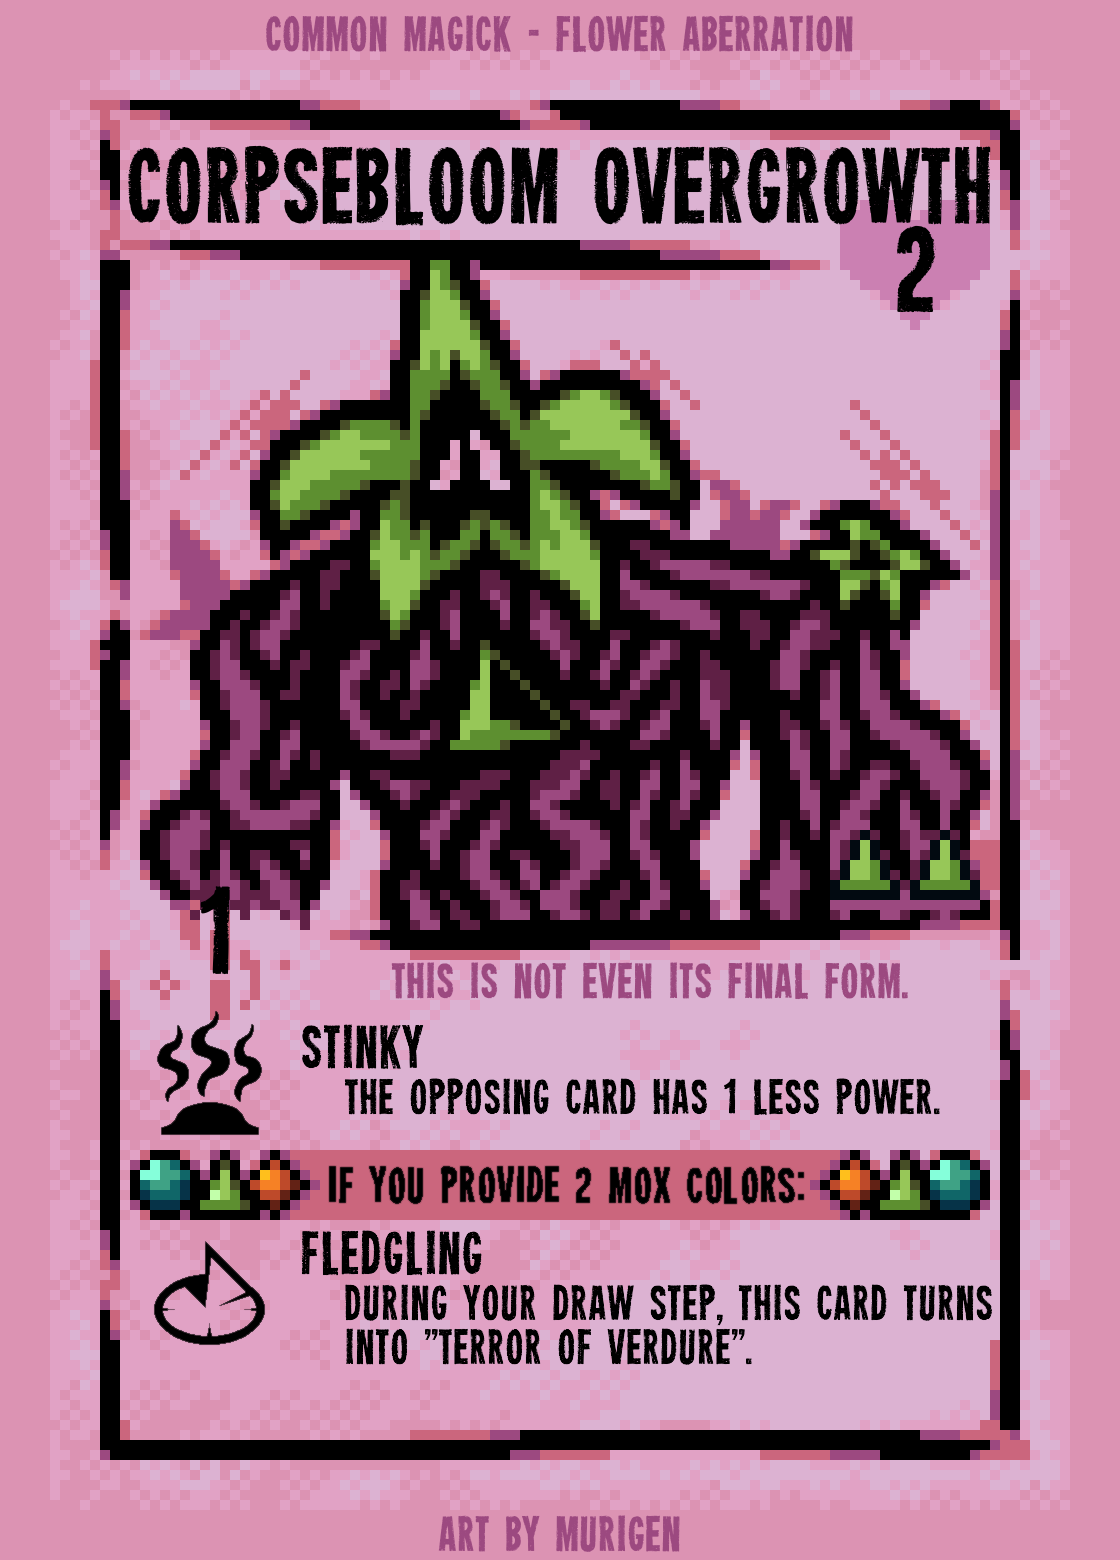 COMMON MAGICK - FLOWER ABERRATION
CORPSEBLOOM OVERGROWTH
2
1
THIS IS NOT EVEN ITS FINAL FORM.
STINKY
THE OPPOSING CARD HAS 1 LESS POWER.
IF YOU PROVIDE 2 MOX COLORS:
FLEDGLING
DURING YOUR DRAW STEP, THIS CARD TURNS
INTO "TERROR OF VERDURE".
ART BY MURIGEN